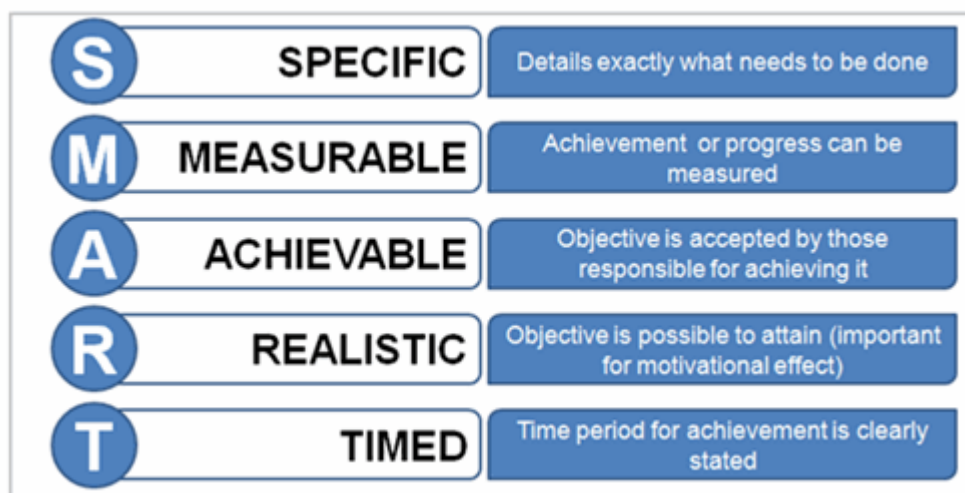 S SPECIFIC Details exactly what needs to be done
M MEASURABLE Achievement or progress can be
measured
A ACHIEVABLE Objective is accepted by those
responsible for achieving it
R REALISTIC Objective is possible to attain (important
for motivational effect)
T TIMED Time period for achievement is clearly
stated